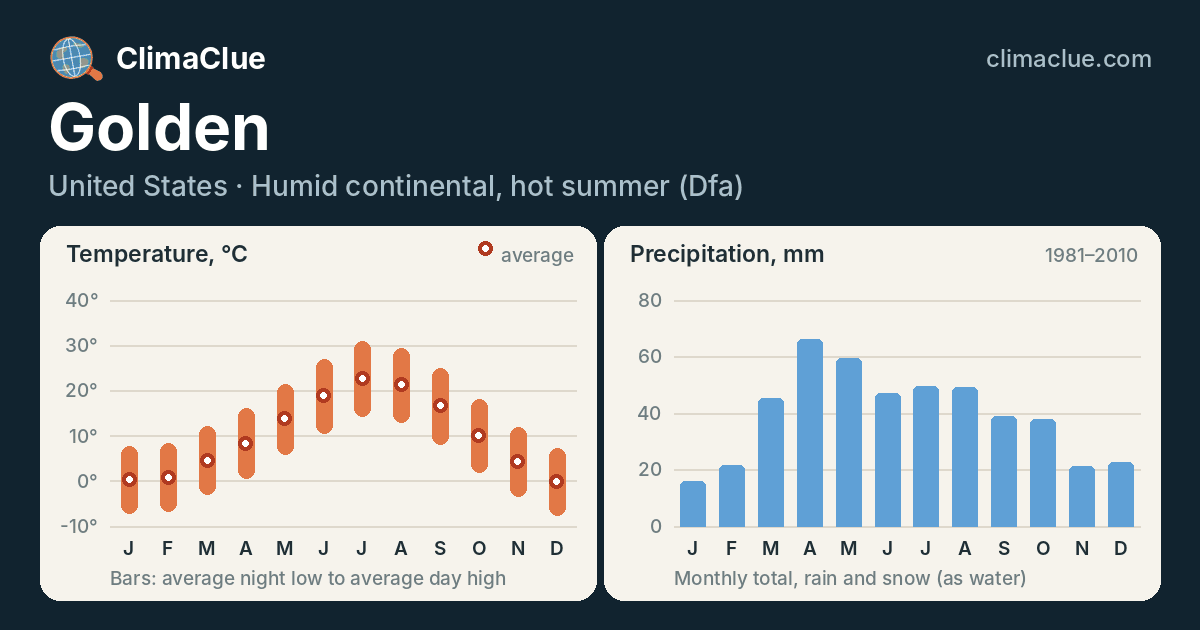 ClimaClue
climaclue.com
Golden
United States · Humid continental, hot summer (Dfa)
Temperature, °C
average
40°
30°
20°
10°
0°
-10°
J F M A M J J A S O N D
Bars: average night low to average day high
Precipitation, mm
1981–2010
80
60
40
20
0
J F M A M J J A S O N D
Monthly total, rain and snow (as water)